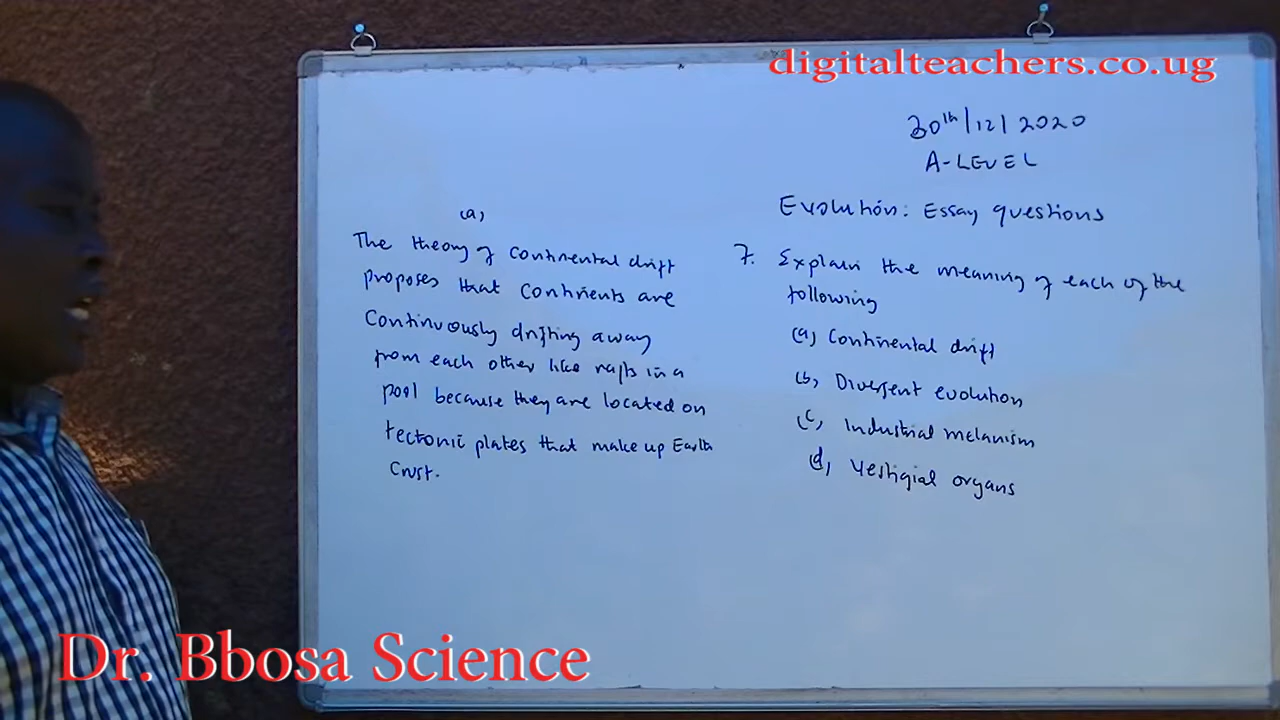 digitalteachers.co.ug
30th/12/2020
A-LEVEL
Evolution: Essay questions
7. Explain the meaning of each of the
following
(a) Continental drift
(b) Divergent evolution
(c) Industrial melanism
(d) Vestigial organs
(a)
The theory of continental drift
proposes that continents are
continuously drifting away
from each other like rafts in a
pool because they are located on
tectonic plates that make up Earth
Crust.
Dr. Bbosa Science